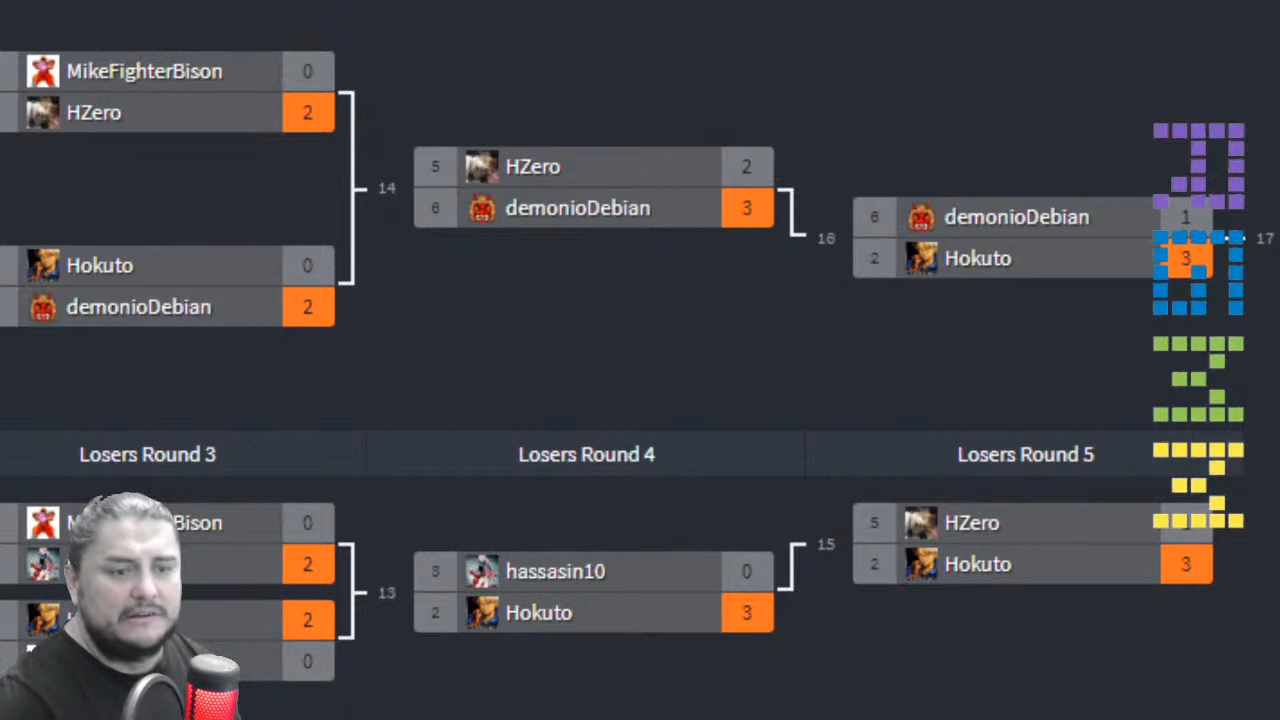 MikeFighterBison 0
HZero 2
14
5 HZero 2
6 demonioDebian 3
16
6 demonioDebian 1
2 Hokuto 3
17
Hokuto 0
demonioDebian 2
Losers Round 3
Losers Round 4
Losers Round 5
Bison 0
2
2
0
13
3 hassasin10 0
2 Hokuto 3
15
5 HZero
2 Hokuto 3